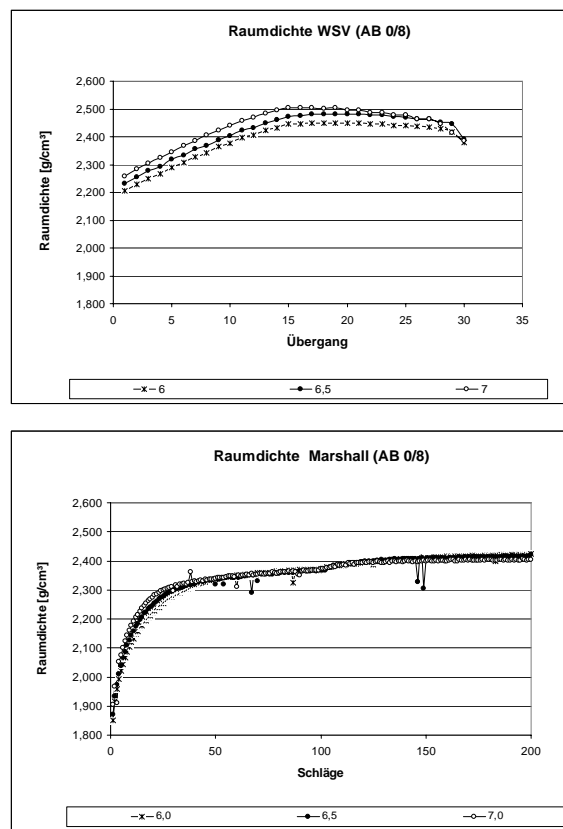 Raumdichte WSV (AB 0/8)
Raumdichte [g/cm³]
2,600
2,500
2,400
2,300
2,200
2,100
2,000
1,900
1,800
0 5 10 15 20 25 30 35
Übergang
6 6,5 7
Raumdichte Marshall (AB 0/8)
Raumdichte [g/cm³]
2,600
2,500
2,400
2,300
2,200
2,100
2,000
1,900
1,800
0 50 100 150 200
Schläge
6,0 6,5 7,0